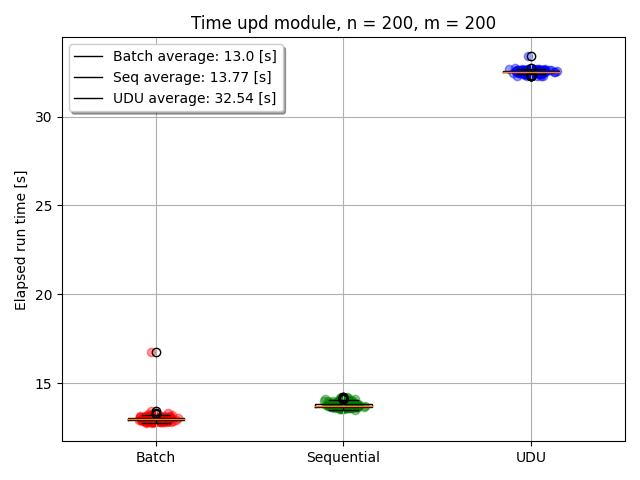 Time upd module, n = 200, m = 200
Batch average: 13.0 [s]
Seq average: 13.77 [s]
UDU average: 32.54 [s]
Elapsed run time [s]
30
25
20
15
Batch
Sequential
UDU